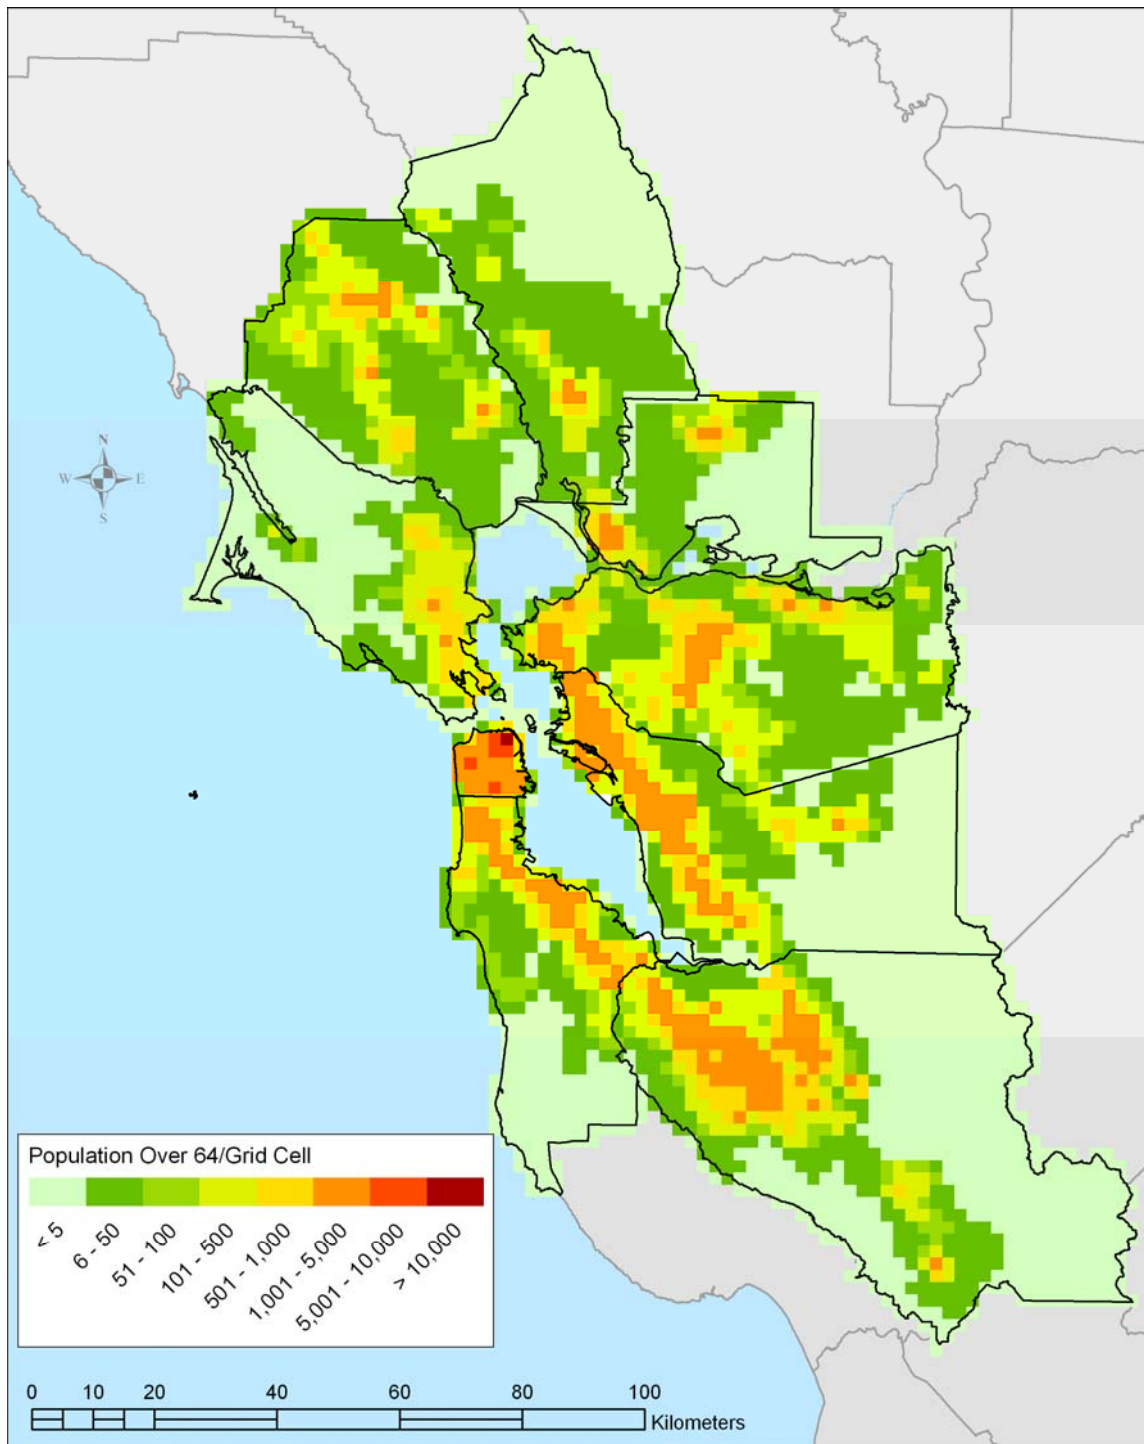 N
W E
S
Population Over 64/Grid Cell
< 5
6 - 50
51 - 100
101 - 500
501 - 1,000
1,001 - 5,000
5,001 - 10,000
> 10,000
0 10 20 40 60 80 100
Kilometers